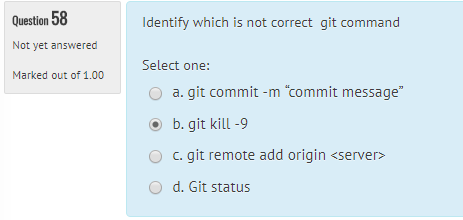 Question 58
Not yet answered
Marked out of 1.00
Identify which is not correct git command
Select one:
a. git commit -m “commit message”
b. git kill -9
c. git remote add origin <server>
d. Git status